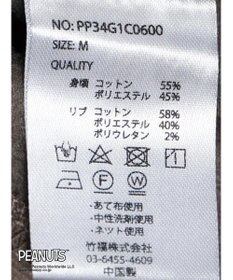 NO: PP34G1C0600
SIZE: M
QUALITY
身頃 コットン 55%
ポリエステル 45%
リブ コットン 58%
ポリエステル 40%
ポリウレタン 2%
・あて布使用
・中性洗剤使用
・ネット使用
竹福株式会社
03-6455-4609
中国製
PEANUTS
Peanuts Worldwide LLC